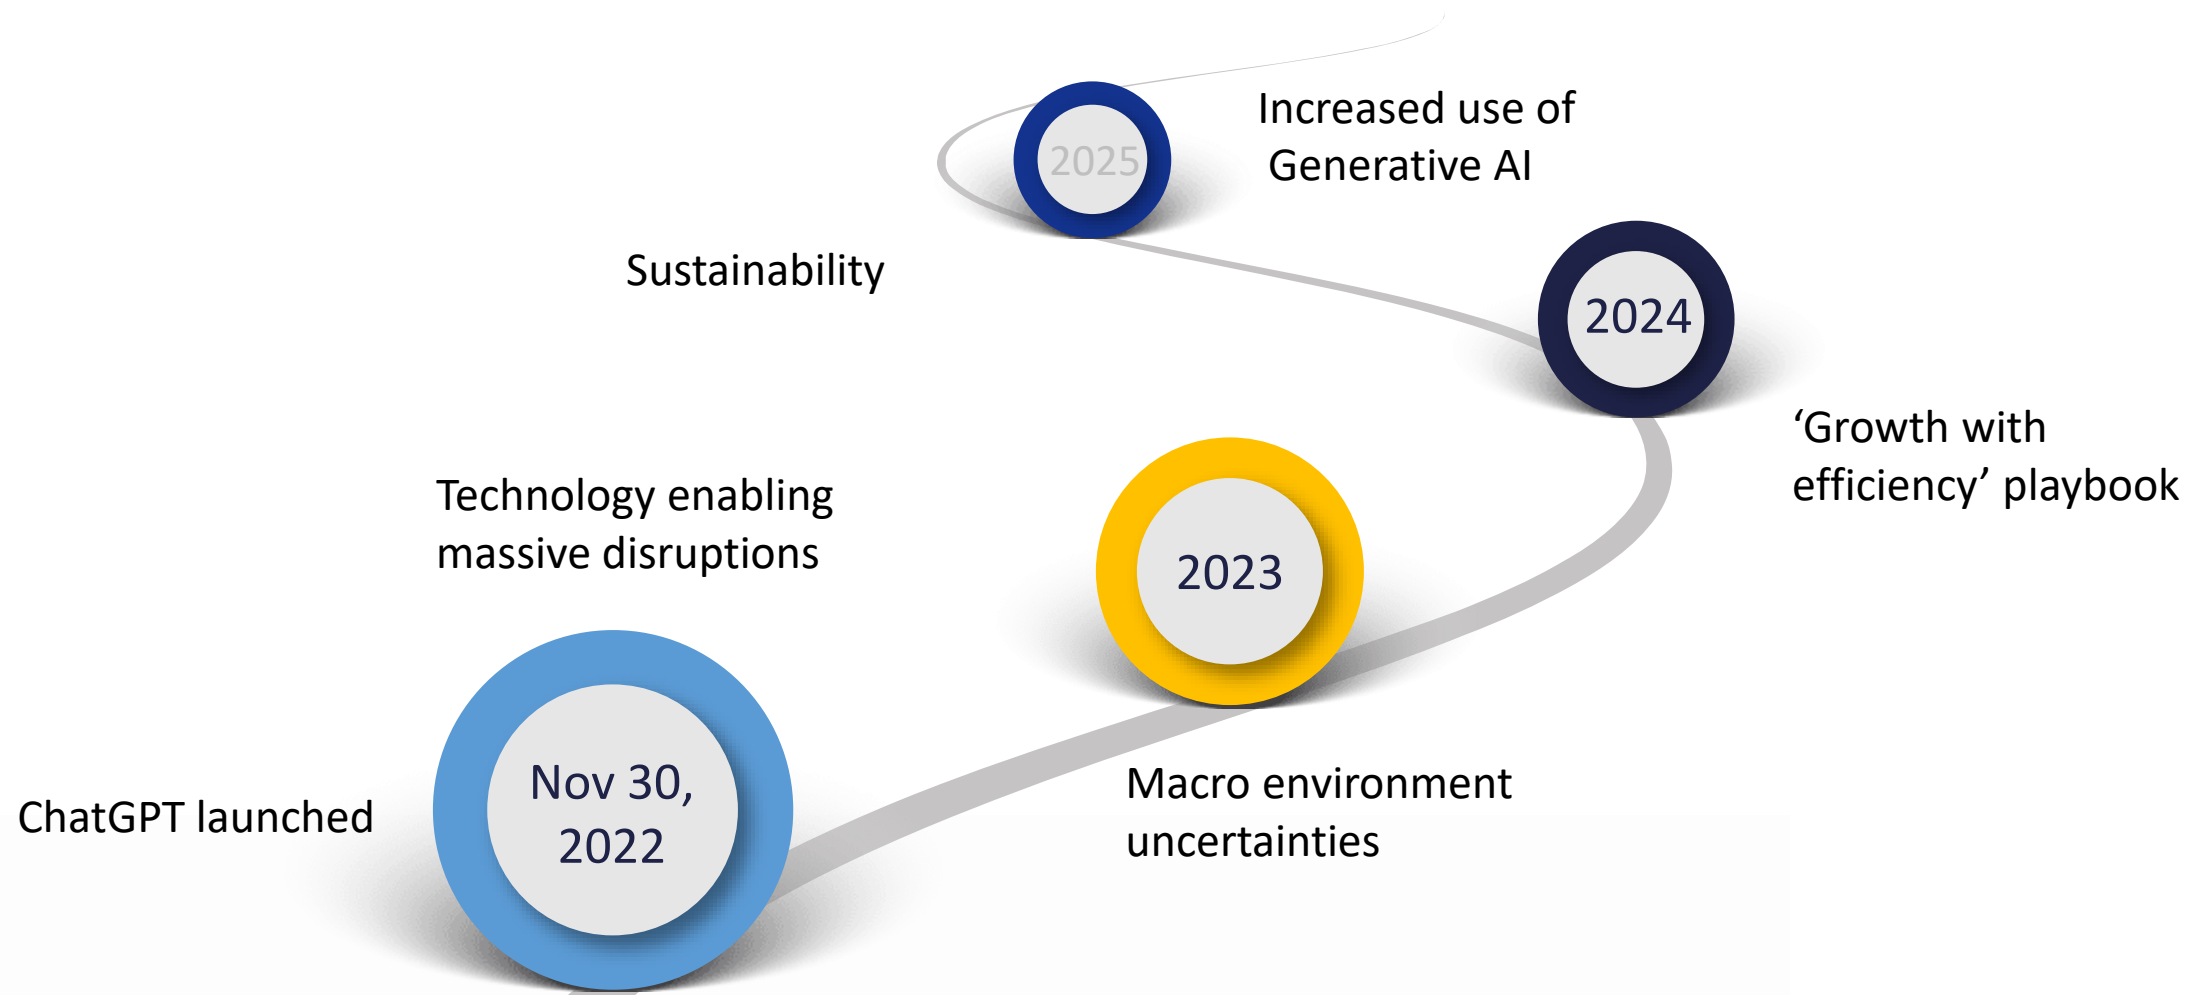 Increased use of
Generative AI
2025
Sustainability
2024
‘Growth with
efficiency’ playbook
Technology enabling
massive disruptions
2023
Macro environment
uncertainties
Nov 30,
2022
ChatGPT launched